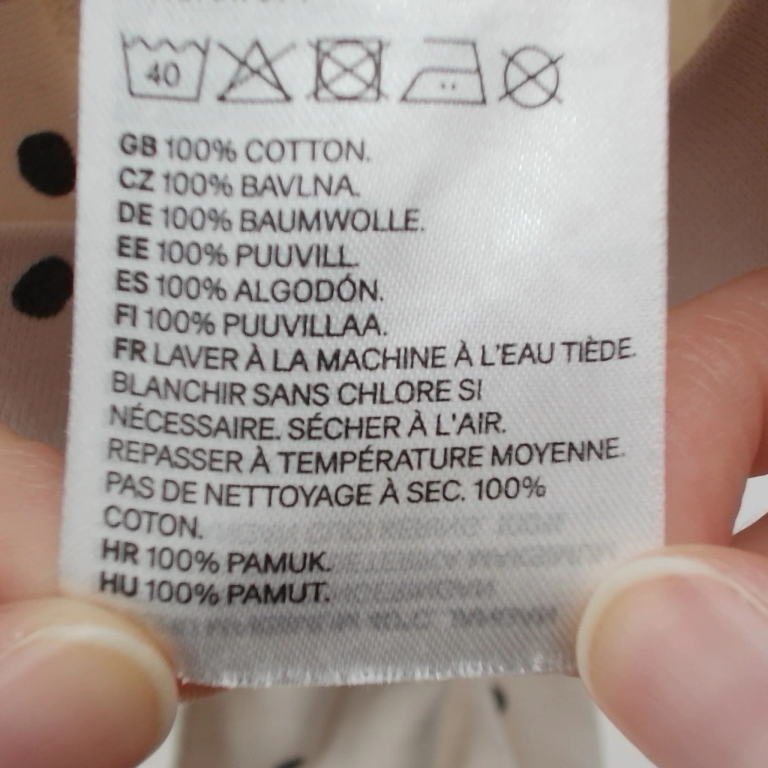 40
GB 100% COTTON.
CZ 100% BAVLNA.
DE 100% BAUMWOLLE.
EE 100% PUUVILL.
ES 100% ALGODÓN.
FI 100% PUUVILLAA.
FR LAVER À LA MACHINE À L'EAU TIÈDE.
BLANCHIR SANS CHLORE SI
NÉCESSAIRE. SÉCHER À L'AIR.
REPASSER À TEMPÉRATURE MOYENNE.
PAS DE NETTOYAGE À SEC. 100%
COTON.
HR 100% PAMUK.
HU 100% PAMUT.